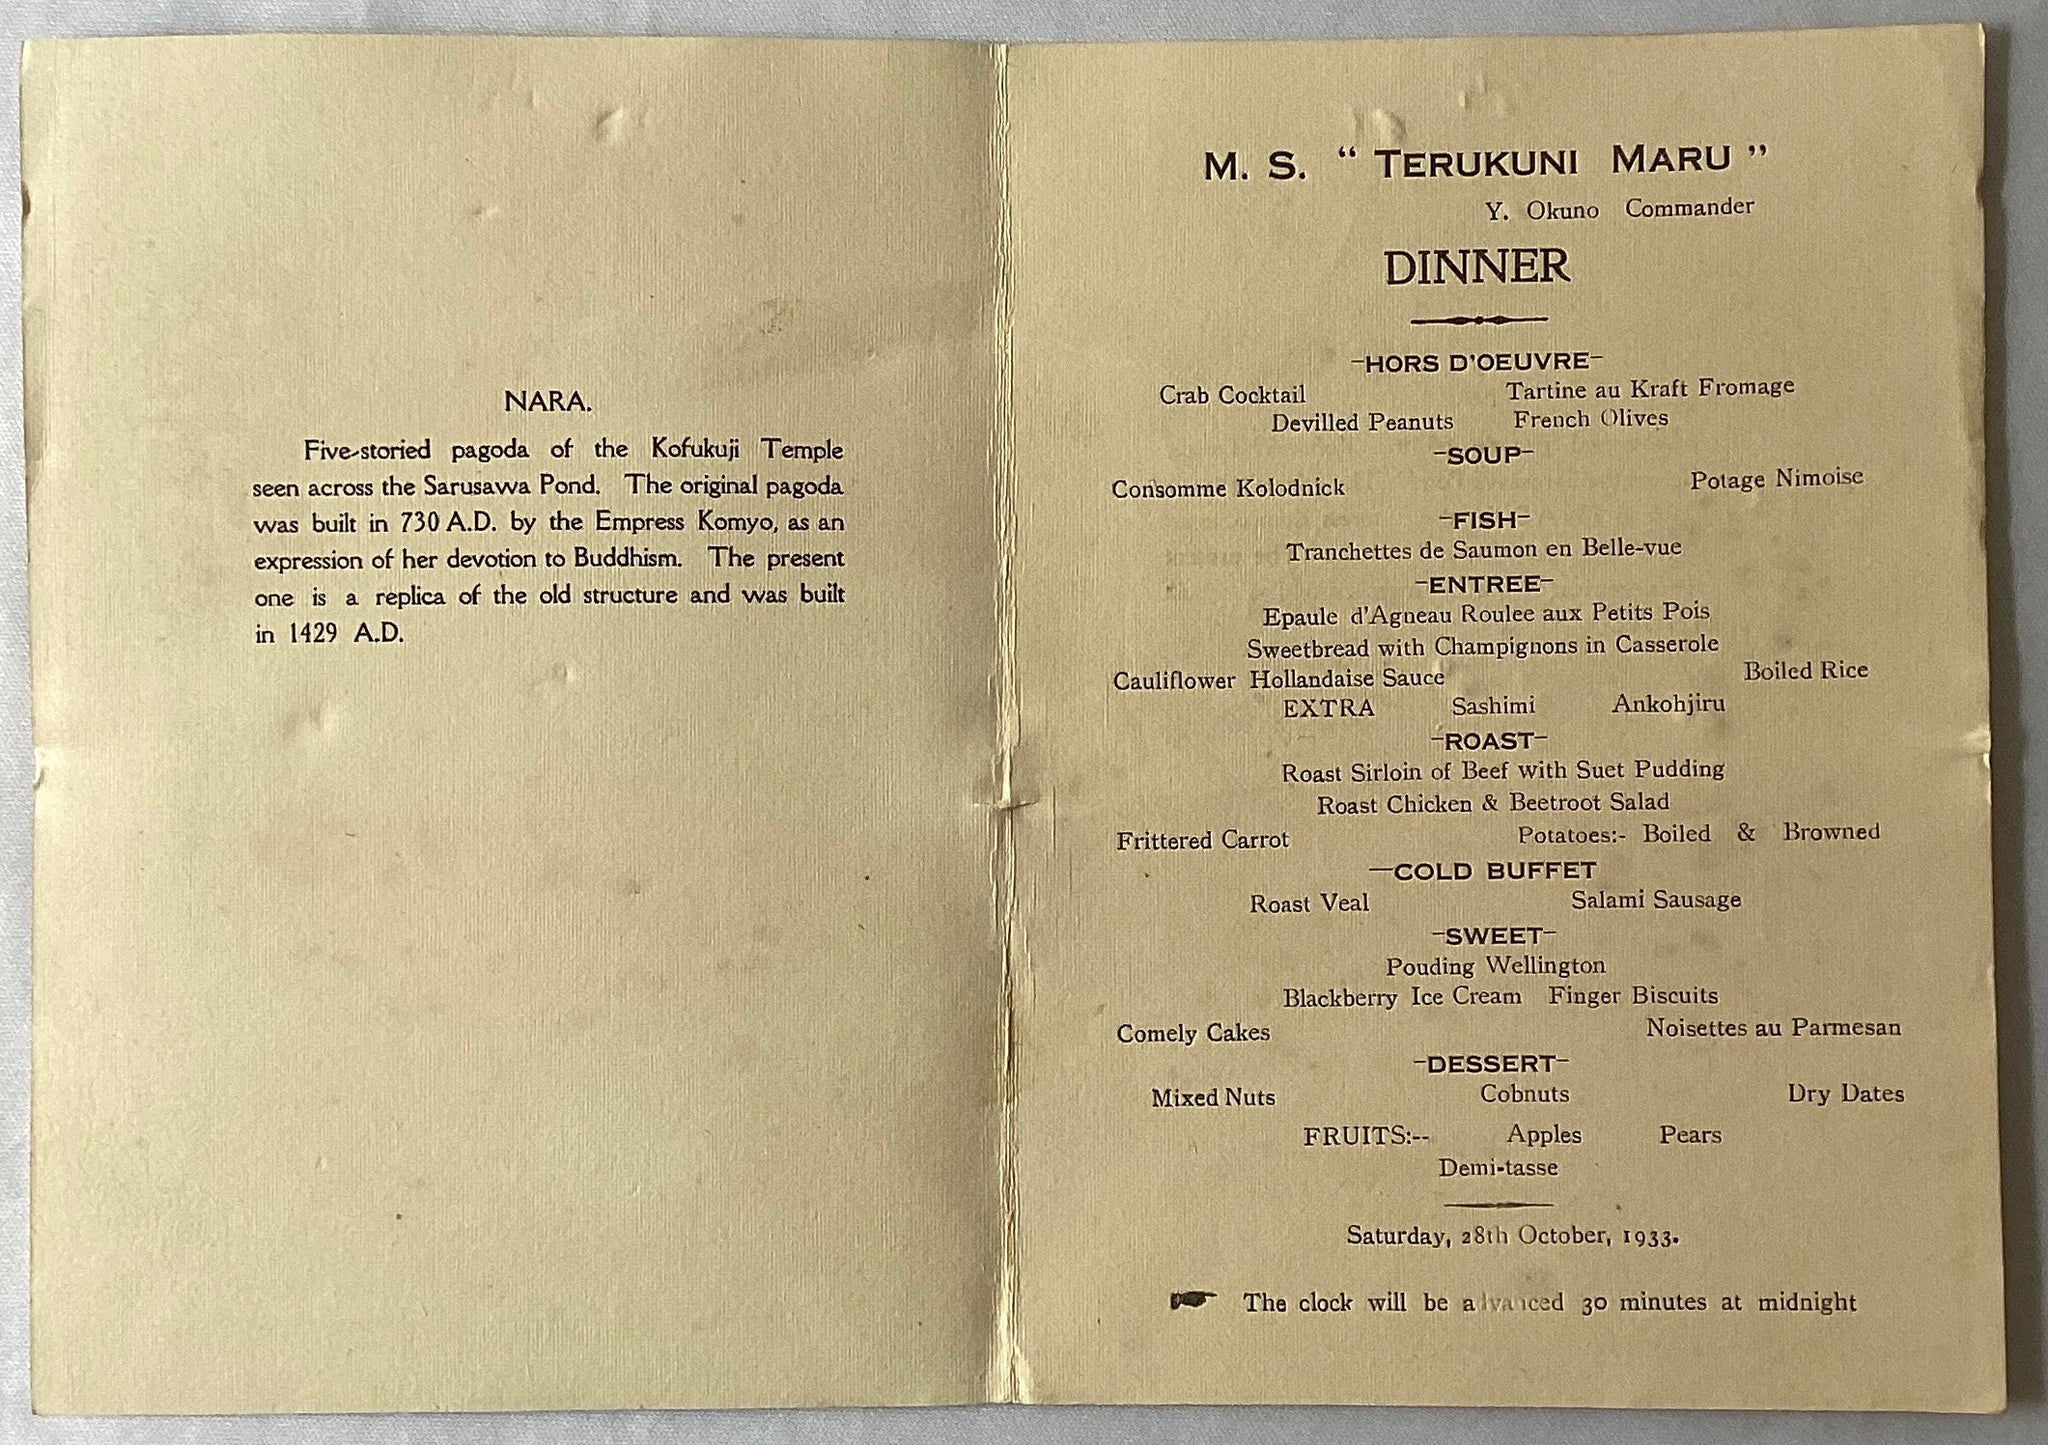 NARA.
Five-storied pagoda of the Kofukuji Temple
seen across the Sarusawa Pond. The original pagoda
was built in 730 A.D. by the Empress Komyo, as an
expression of her devotion to Buddhism. The present
one is a replica of the old structure and was built
in 1429 A.D.
M. S. “ TERUKUNI MARU ”
Y. Okuno Commander
DINNER
-HORS D'OEUVRE-
Crab Cocktail Tartine au Kraft Fromage
Devilled Peanuts French Olives
-SOUP-
Consomme Kolodnick Potage Nimoise
-FISH-
Tranchettes de Saumon en Belle-vue
-ENTREE-
Epaule d'Agneau Roulee aux Petits Pois
Sweetbread with Champignons in Casserole
Cauliflower Hollandaise Sauce Boiled Rice
EXTRA Sashimi Ankohjiru
-ROAST-
Roast Sirloin of Beef with Suet Pudding
Roast Chicken & Beetroot Salad
Frittered Carrot Potatoes:- Boiled & Browned
—COLD BUFFET
Roast Veal Salami Sausage
-SWEET-
Pouding Wellington
Blackberry Ice Cream Finger Biscuits
Comely Cakes Noisettes au Parmesan
-DESSERT-
Mixed Nuts Cobnuts Dry Dates
FRUITS:-- Apples Pears
Demi-tasse
Saturday, 28th October, 1933.
☛ The clock will be advanced 30 minutes at midnight